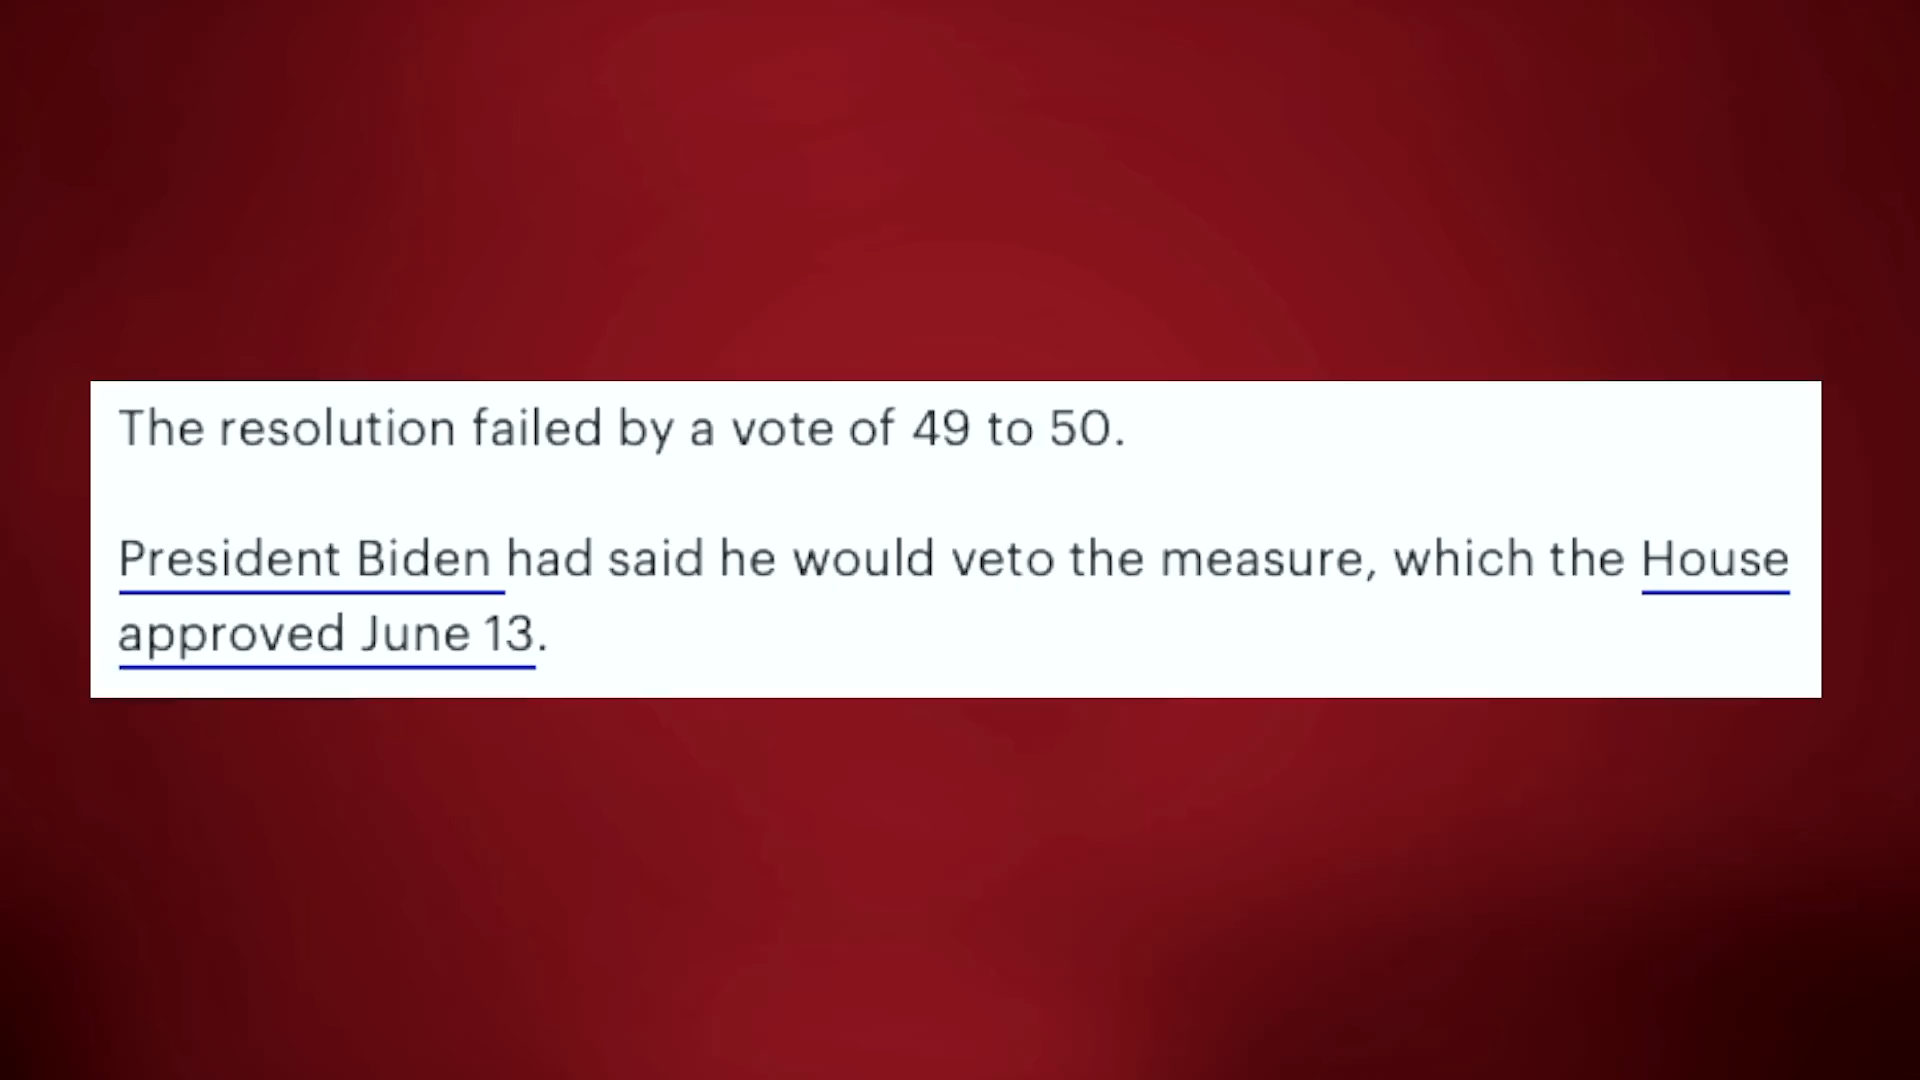 The resolution failed by a vote of 49 to 50.
President Biden had said he would veto the measure, which the House
approved June 13.